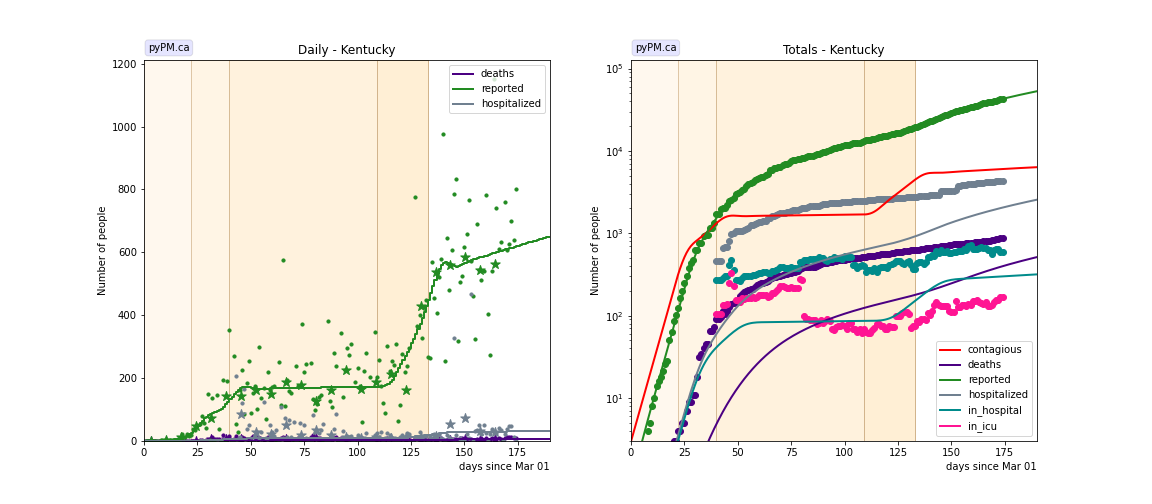 pyPM.ca
Daily - Kentucky
Number of people
1200
1000
800
600
400
200
0
0 25 50 75 100 125 150 175
days since Mar 01
deaths
reported
hospitalized
pyPM.ca
Totals - Kentucky
Number of people
10^5
10^4
10^3
10^2
10^1
0 25 50 75 100 125 150 175
days since Mar 01
contagious
deaths
reported
hospitalized
in_hospital
in_icu